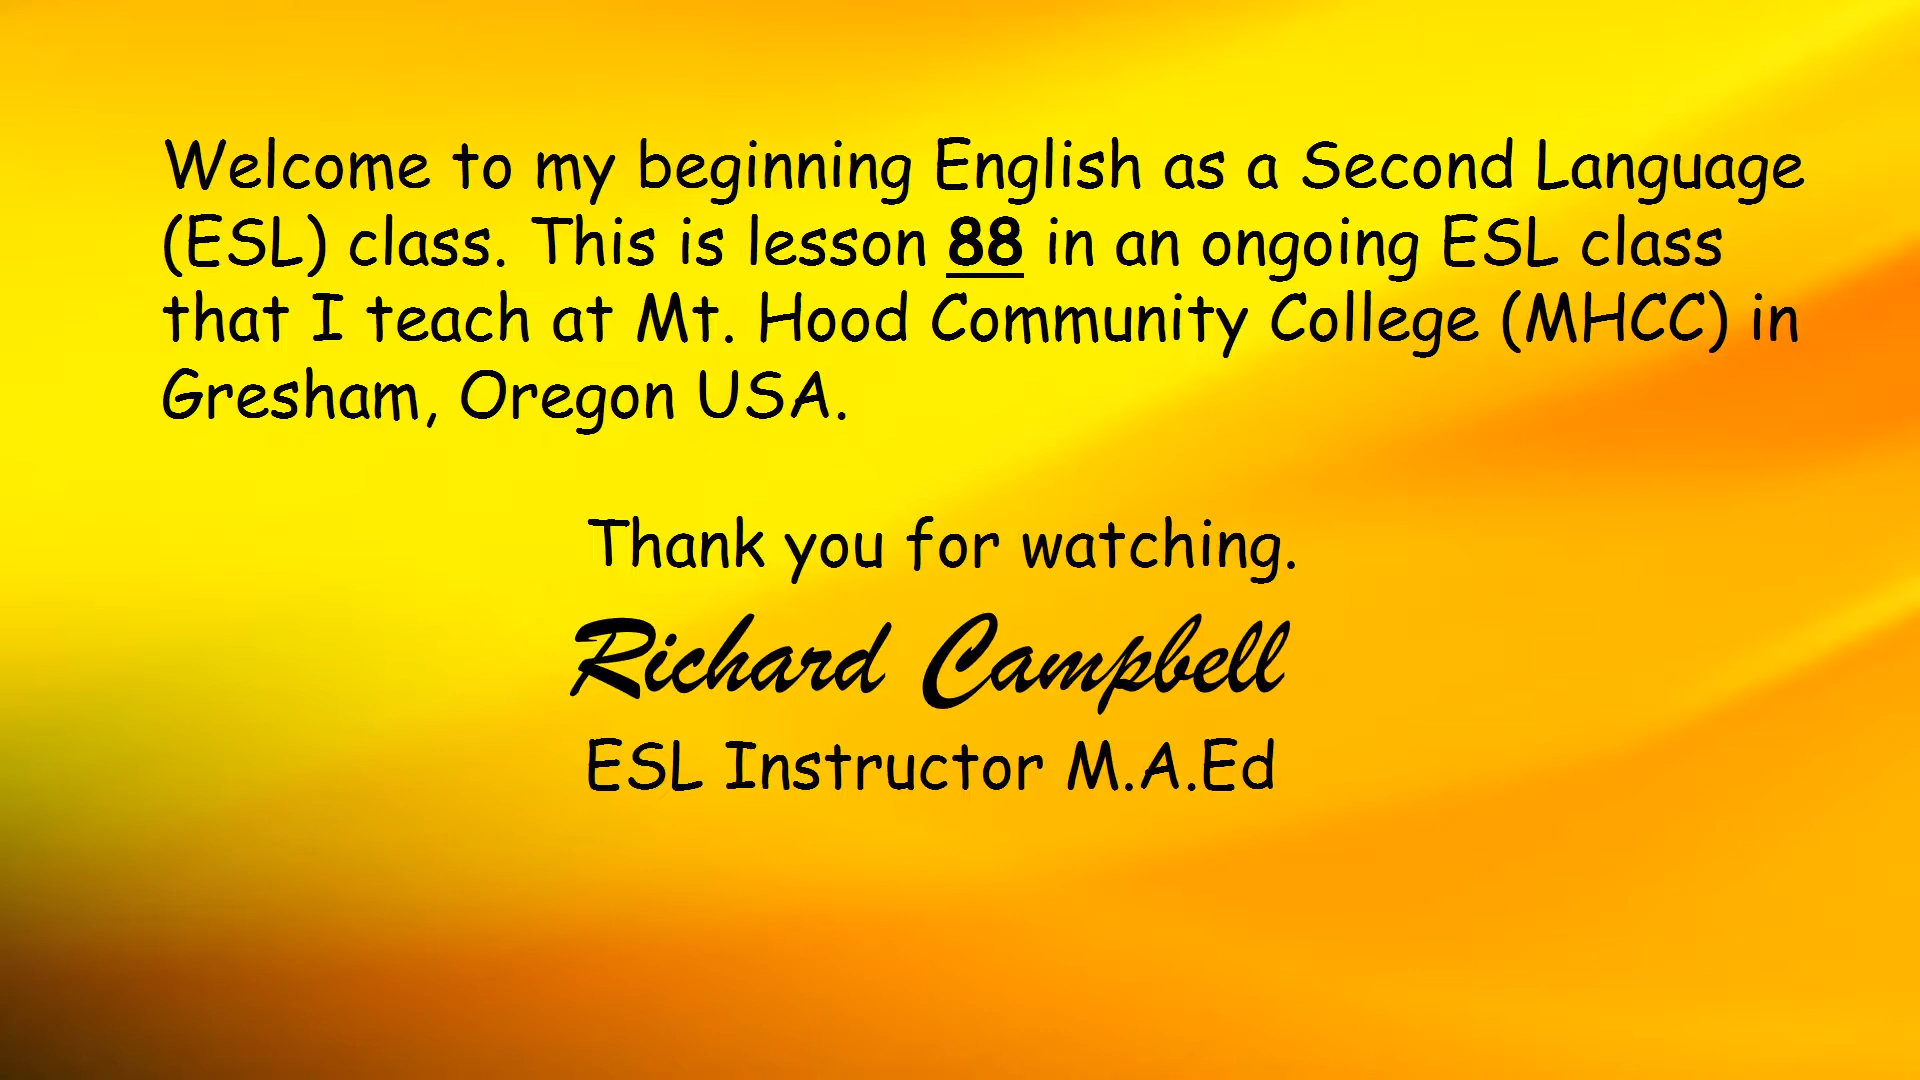 Welcome to my beginning English as a Second Language
(ESL) class. This is lesson 88 in an ongoing ESL class
that I teach at Mt. Hood Community College (MHCC) in
Gresham, Oregon USA.
Thank you for watching.
Richard Campbell
ESL Instructor M.A.Ed